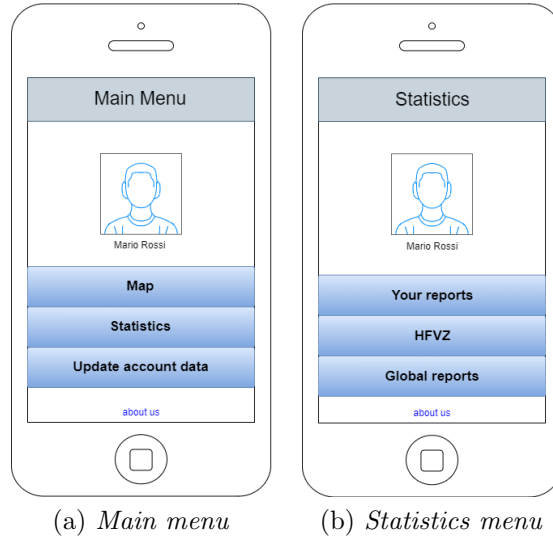 Main Menu
Mario Rossi
Map
Statistics
Update account data
about us
(a) Main menu
Statistics
Mario Rossi
Your reports
HFVZ
Global reports
about us
(b) Statistics menu